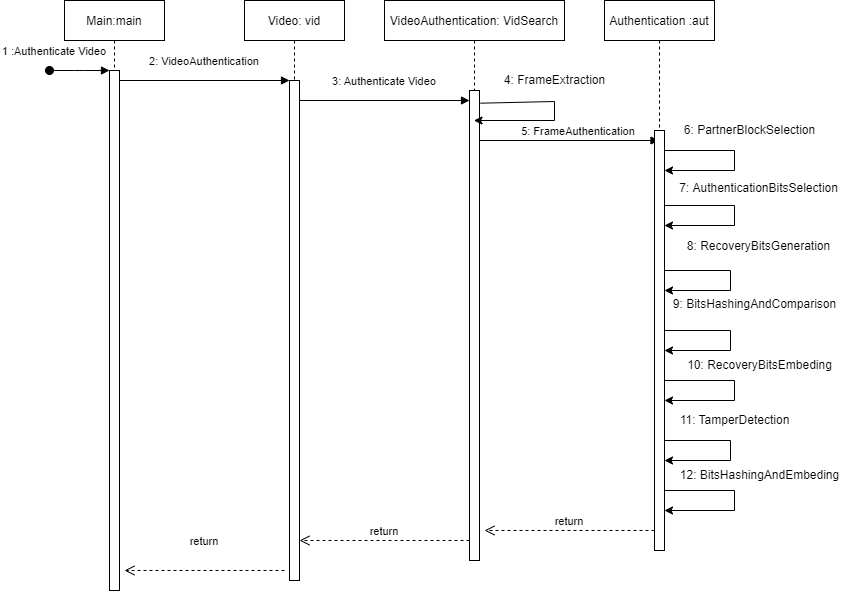 Main:main
Video: vid
VideoAuthentication: VidSearch
Authentication :aut
1 :Authenticate Video
2: VideoAuthentication
3: Authenticate Video
4: FrameExtraction
5: FrameAuthentication
6: PartnerBlockSelection
7: AuthenticationBitsSelection
8: RecoveryBitsGeneration
9: BitsHashingAndComparison
10: RecoveryBitsEmbeding
11: TamperDetection
12: BitsHashingAndEmbeding
return
return
return